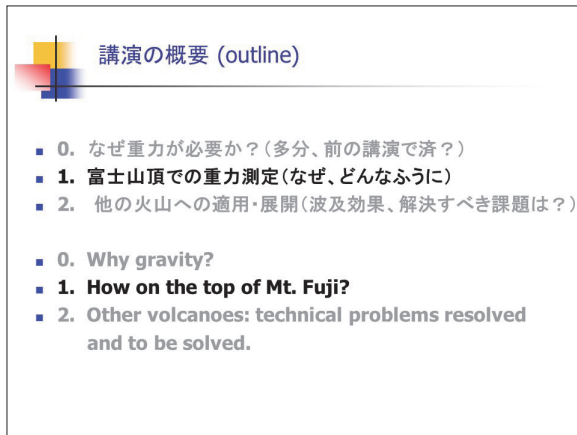 講演の概要 (outline)
0. なぜ重力が必要か？（多分、前の講演で済？）
1. 富士山頂での重力測定（なぜ、どんなふうに）
2. 他の火山への適用・展開（波及効果、解決すべき課題は？）
0. Why gravity?
1. How on the top of Mt. Fuji?
2. Other volcanoes: technical problems resolved
and to be solved.